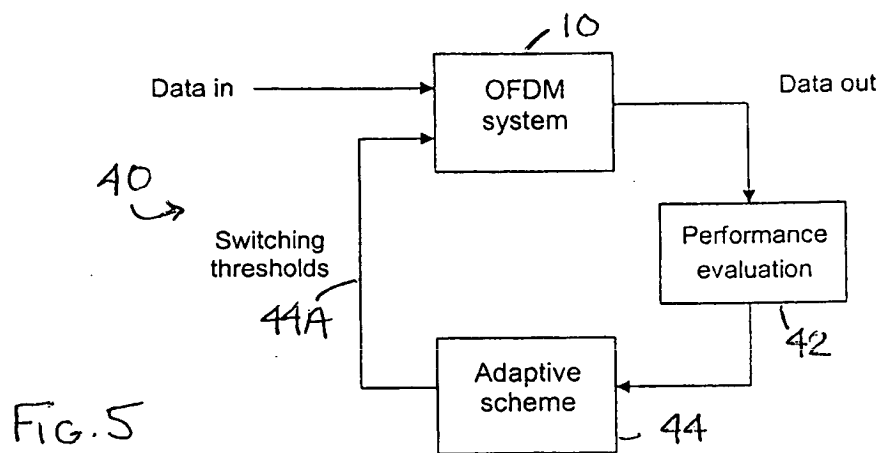 10
Data in
OFDM
system
Data out
40
Switching
thresholds
44A
Performance
evaluation
42
Adaptive
scheme
44
FIG. 5